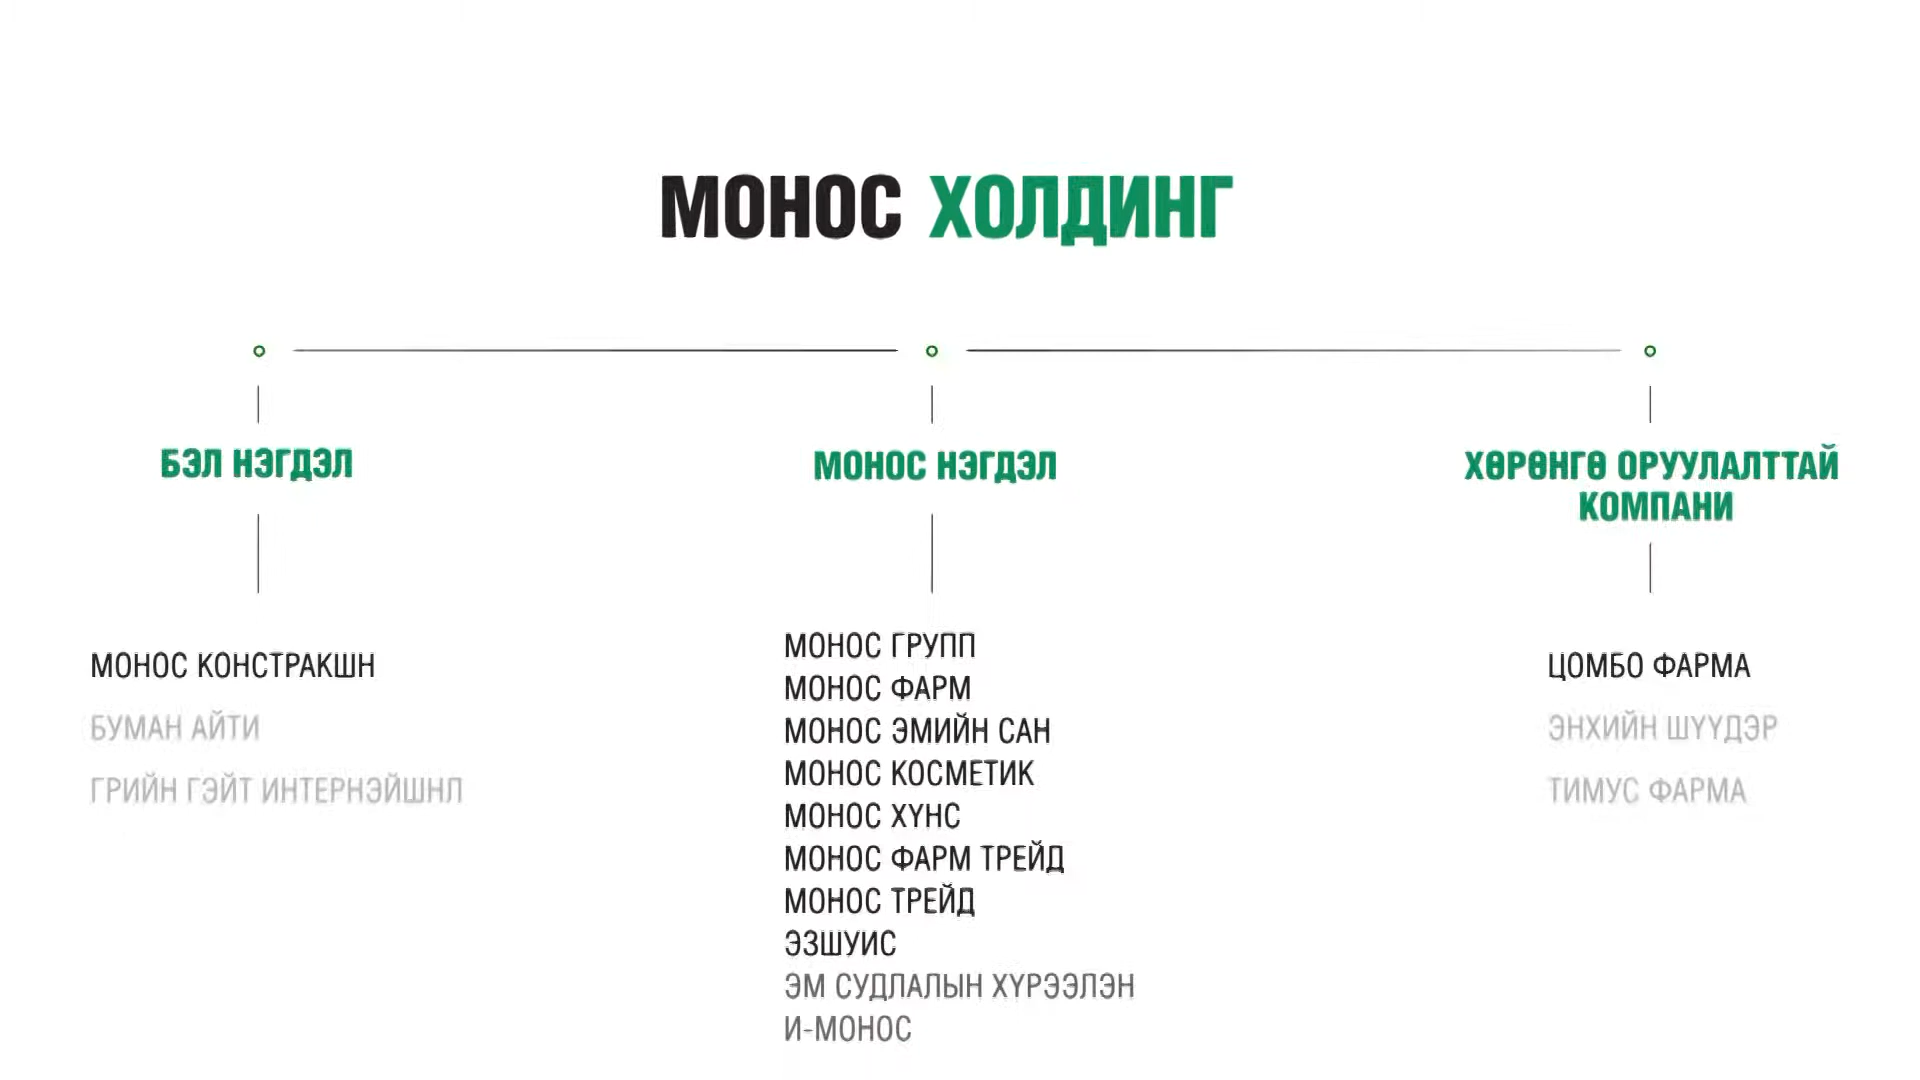 МОНОС ХОЛДИНГ
БЭЛ НЭГДЭЛ
МОНОС КОНСТРАКШН
БУМАН АЙТИ
ГРИЙН ГЭЙТ ИНТЕРНЭЙШНЛ
МОНОС НЭГДЭЛ
МОНОС ГРУПП
МОНОС ФАРМ
МОНОС ЭМИЙН САН
МОНОС КОСМЕТИК
МОНОС ХҮНС
МОНОС ФАРМ ТРЕЙД
МОНОС ТРЕЙД
ЭЗШУИС
ЭМ СУДЛАЛЫН ХҮРЭЭЛЭН
И-МОНОС
ХӨРӨНГӨ ОРУУЛАЛТТАЙ
КОМПАНИ
ЦОМБО ФАРМА
ЭНХИЙН ШҮҮДЭР
ТИМУС ФАРМА